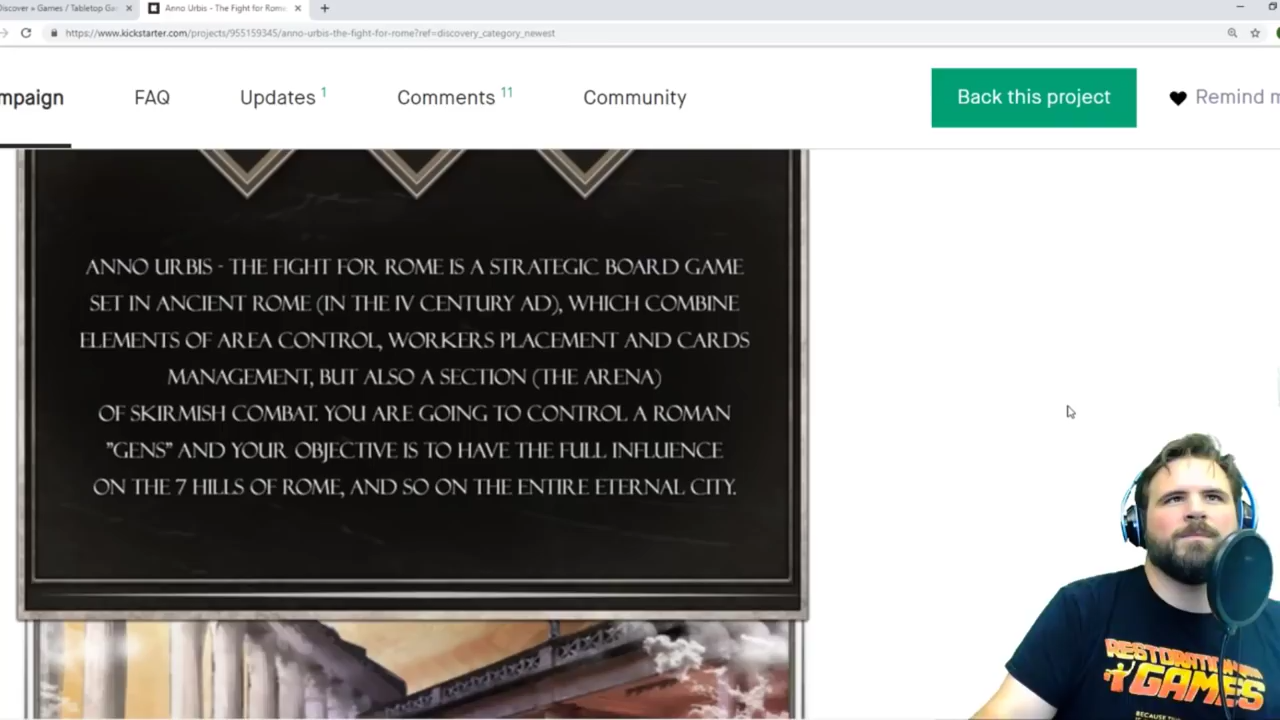 Discover » Games / Tabletop Ga
Anno Urbis - The Fight for Rome
https://www.kickstarter.com/projects/955159345/anno-urbis-the-fight-for-rome?ref=discovery_category_newest
mpaign
FAQ
Updates 1
Comments 11
Community
Back this project
Remind m
ANNO URBIS - THE FIGHT FOR ROME IS A STRATEGIC BOARD GAME
SET IN ANCIENT ROME (IN THE IV CENTURY AD), WHICH COMBINE
ELEMENTS OF AREA CONTROL, WORKERS PLACEMENT AND CARDS
MANAGEMENT, BUT ALSO A SECTION (THE ARENA)
OF SKIRMISH COMBAT. YOU ARE GOING TO CONTROL A ROMAN
"GENS" AND YOUR OBJECTIVE IS TO HAVE THE FULL INFLUENCE
ON THE 7 HILLS OF ROME, AND SO ON THE ENTIRE ETERNAL CITY.
GAMES
BECAUSE